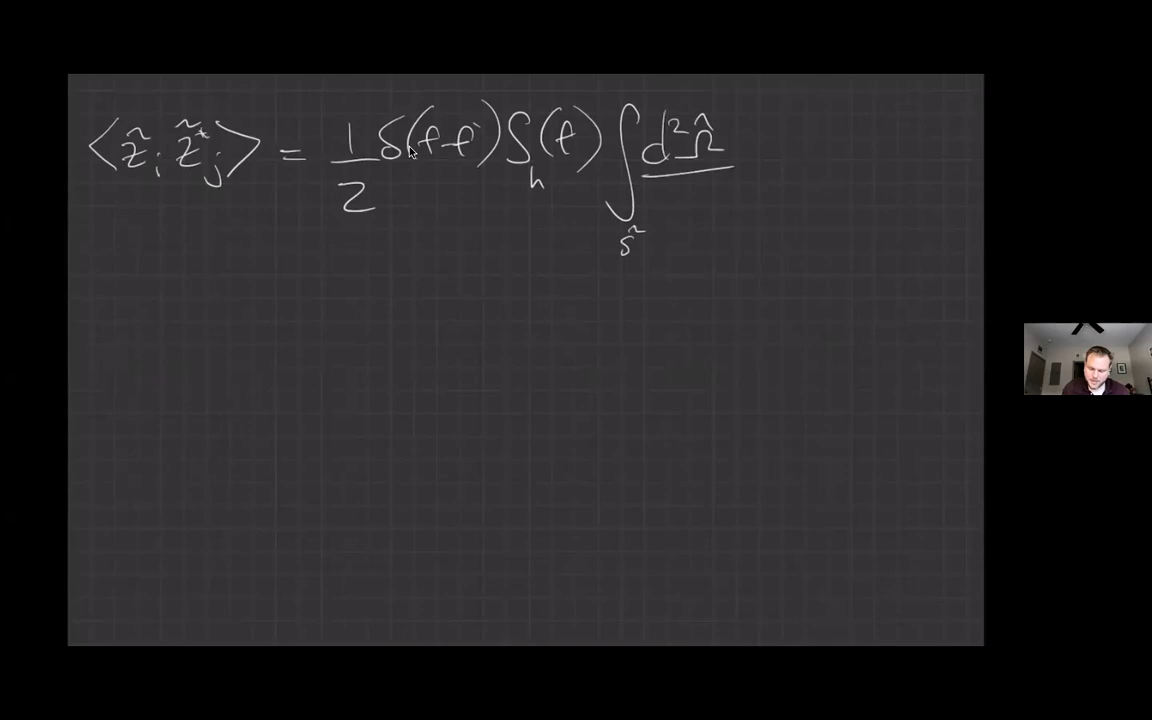 ⟨z̃ᵢ z̃*ⱼ⟩ = 1/2 δ(f-f') Sₕ(f) ∫_{S²} d²Ω̂